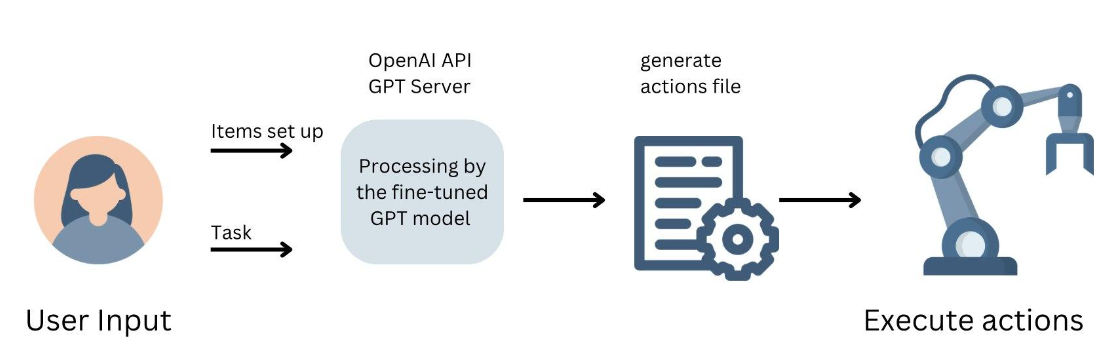 OpenAI API
GPT Server
generate
actions file
Items set up
Processing by
the fine-tuned
GPT model
Task
User Input
Execute actions